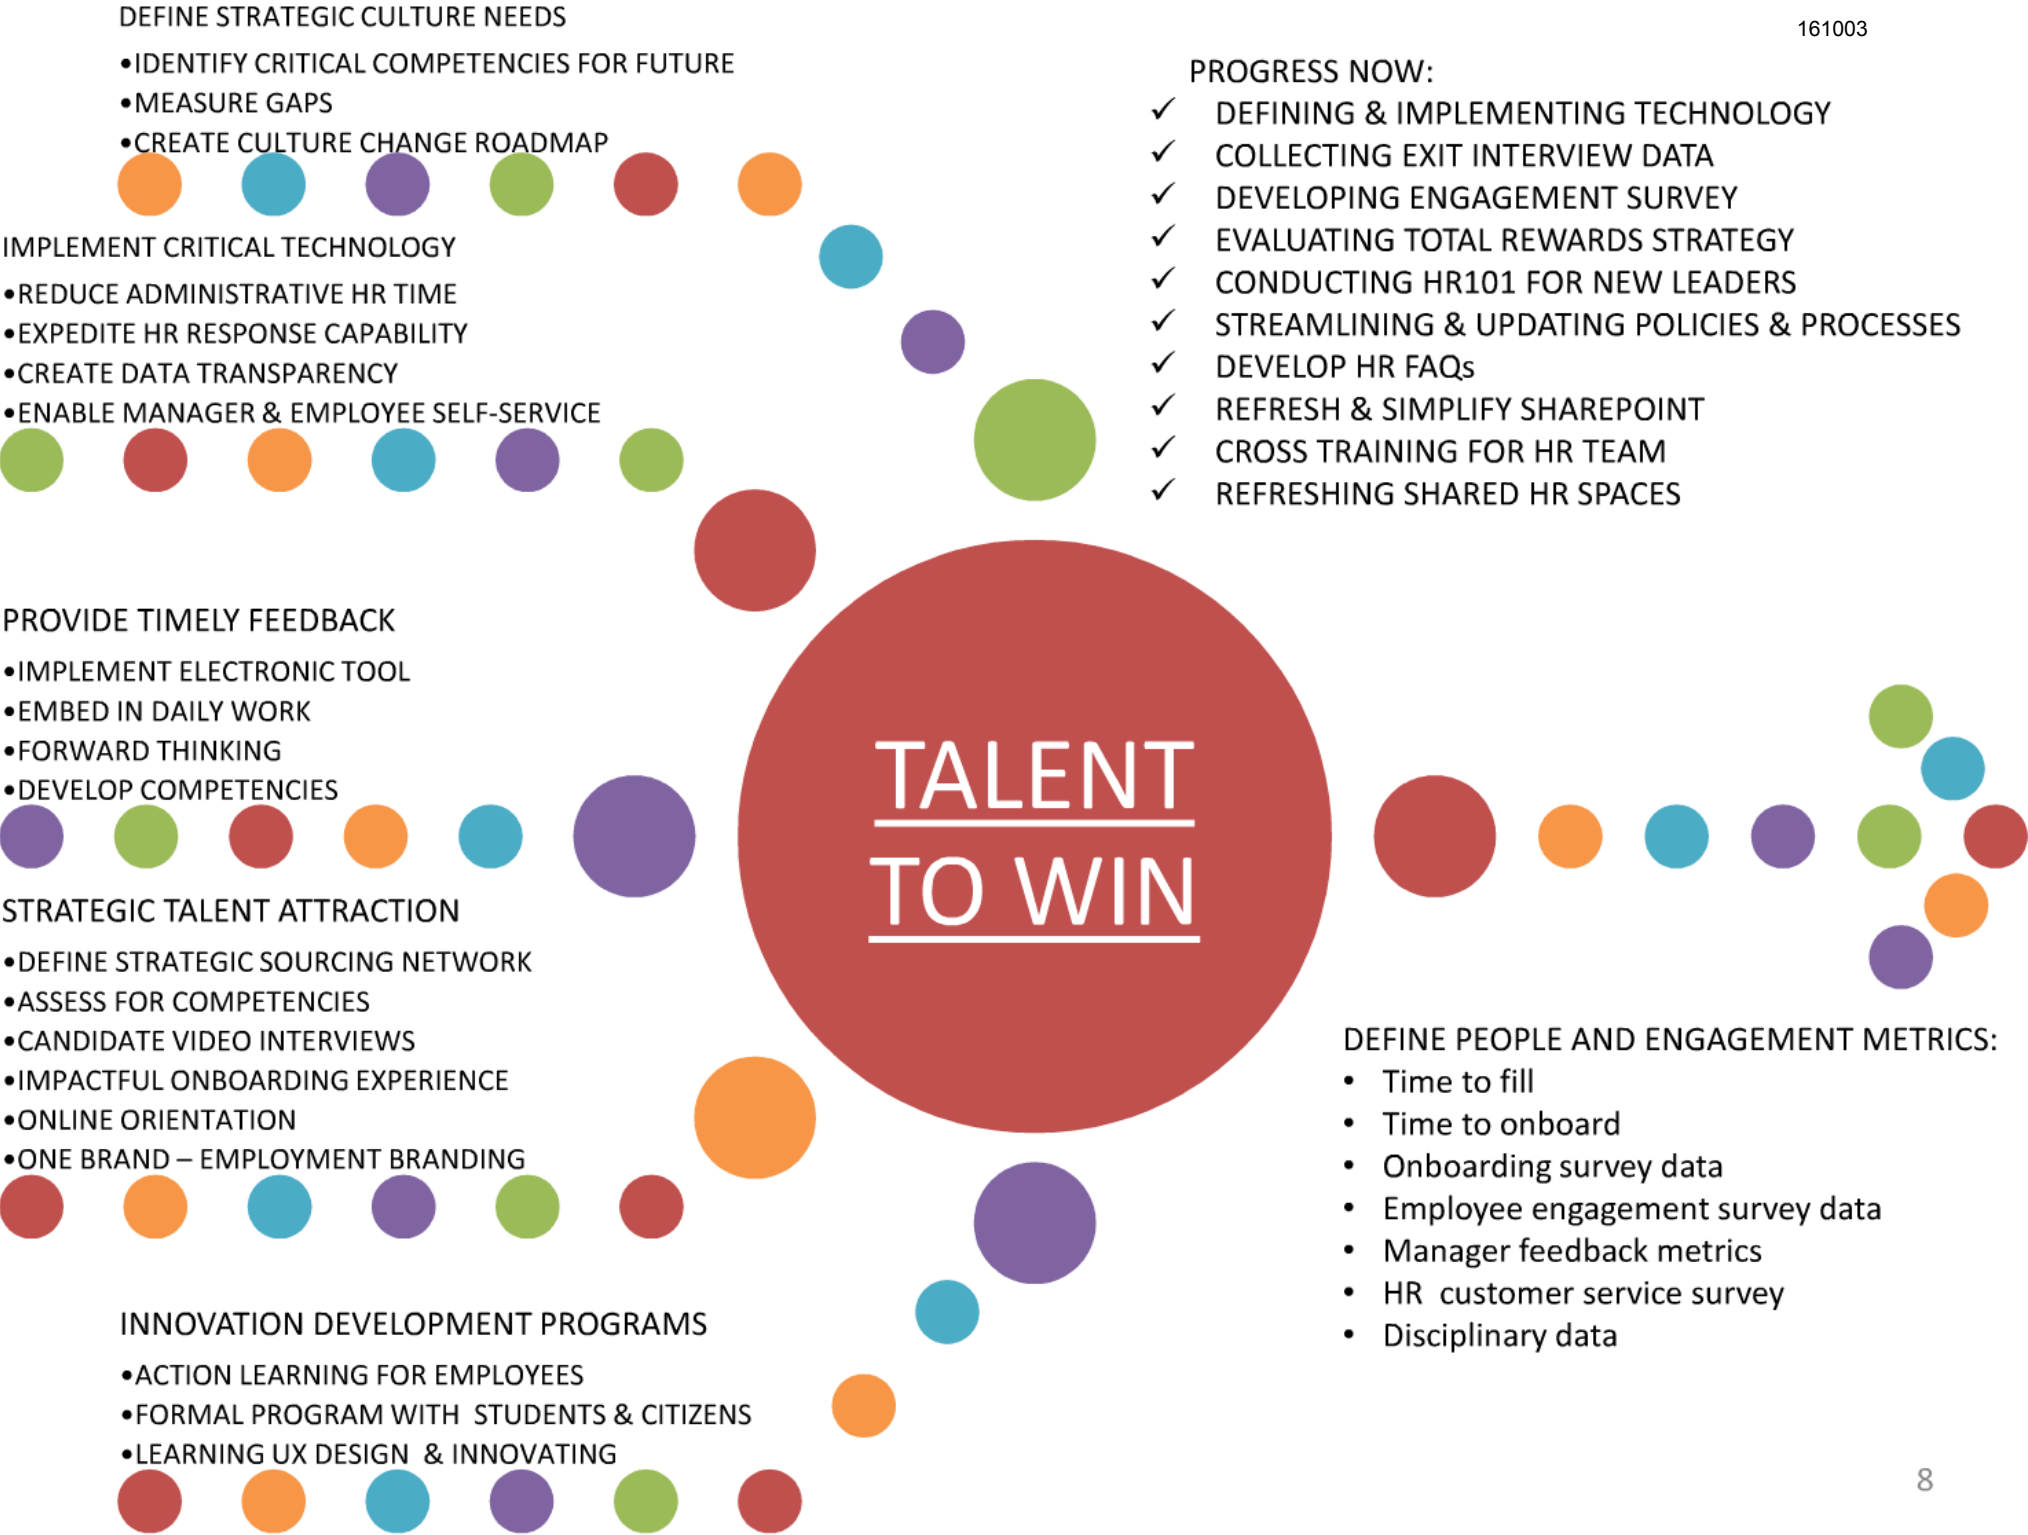 DEFINE STRATEGIC CULTURE NEEDS
•IDENTIFY CRITICAL COMPETENCIES FOR FUTURE
•MEASURE GAPS
•CREATE CULTURE CHANGE ROADMAP
IMPLEMENT CRITICAL TECHNOLOGY
•REDUCE ADMINISTRATIVE HR TIME
•EXPEDITE HR RESPONSE CAPABILITY
•CREATE DATA TRANSPARENCY
•ENABLE MANAGER & EMPLOYEE SELF-SERVICE
PROVIDE TIMELY FEEDBACK
•IMPLEMENT ELECTRONIC TOOL
•EMBED IN DAILY WORK
•FORWARD THINKING
•DEVELOP COMPETENCIES
STRATEGIC TALENT ATTRACTION
•DEFINE STRATEGIC SOURCING NETWORK
•ASSESS FOR COMPETENCIES
•CANDIDATE VIDEO INTERVIEWS
•IMPACTFUL ONBOARDING EXPERIENCE
•ONLINE ORIENTATION
•ONE BRAND – EMPLOYMENT BRANDING
INNOVATION DEVELOPMENT PROGRAMS
•ACTION LEARNING FOR EMPLOYEES
•FORMAL PROGRAM WITH  STUDENTS & CITIZENS
•LEARNING UX DESIGN  & INNOVATING
TALENT
TO WIN
161003
PROGRESS NOW:
✓ DEFINING & IMPLEMENTING TECHNOLOGY
✓ COLLECTING EXIT INTERVIEW DATA
✓ DEVELOPING ENGAGEMENT SURVEY
✓ EVALUATING TOTAL REWARDS STRATEGY
✓ CONDUCTING HR101 FOR NEW LEADERS
✓ STREAMLINING & UPDATING POLICIES & PROCESSES
✓ DEVELOP HR FAQs
✓ REFRESH & SIMPLIFY SHAREPOINT
✓ CROSS TRAINING FOR HR TEAM
✓ REFRESHING SHARED HR SPACES
DEFINE PEOPLE AND ENGAGEMENT METRICS:
• Time to fill
• Time to onboard
• Onboarding survey data
• Employee engagement survey data
• Manager feedback metrics
• HR  customer service survey
• Disciplinary data
8